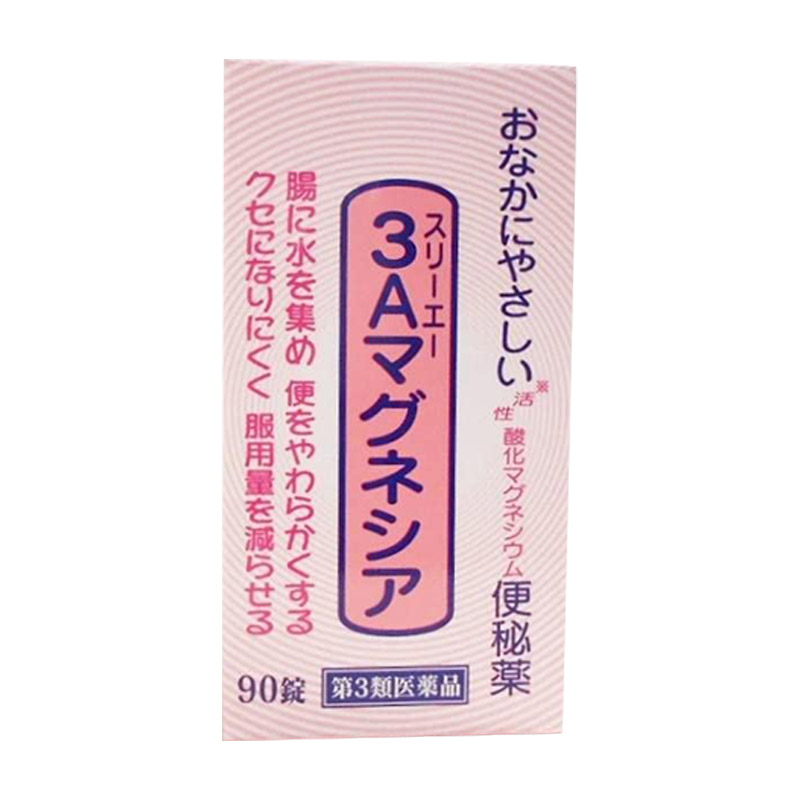 おなかにやさしい
※
活性
酸化マグネシウム
便秘薬
スリーエー
3Aマグネシア
腸に水を集め 便をやわらかくする
クセになりにくく 服用量を減らせる
90錠
第3類医薬品